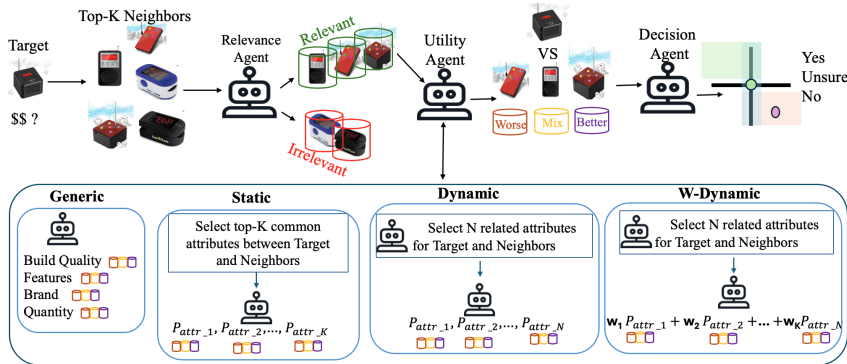 Top-K Neighbors
Target
$$ ?
Relevance
Agent
Relevant
Irrelevant
Utility
Agent
VS
Worse
Mix
Better
Decision
Agent
Yes
Unsure
No
Generic
Build Quality
Features
Brand
Quantity
Static
Select top-K common
attributes between Target
and Neighbors
P_attr_1, P_attr_2,..., P_attr_K
Dynamic
Select N related attributes
for Target and Neighbors
P_attr_1, P_attr_2,..., P_attr_N
W-Dynamic
Select N related attributes
for Target and Neighbors
w_1 P_attr_1 + w_2 P_attr_2 + ... + w_K P_attr_N